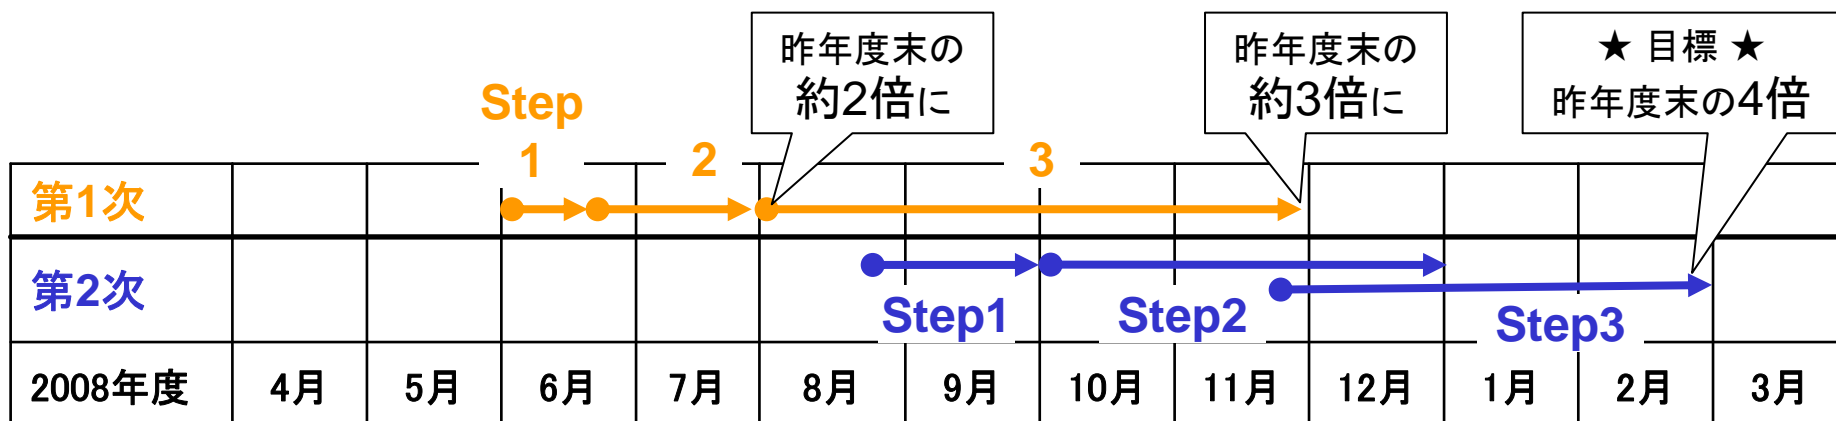 昨年度末の
約2倍に
昨年度末の
約3倍に
★ 目標 ★
昨年度末の4倍
Step
1 2 3
第1次
第2次
Step1 Step2 Step3
2008年度 4月 5月 6月 7月 8月 9月 10月 11月 12月 1月 2月 3月